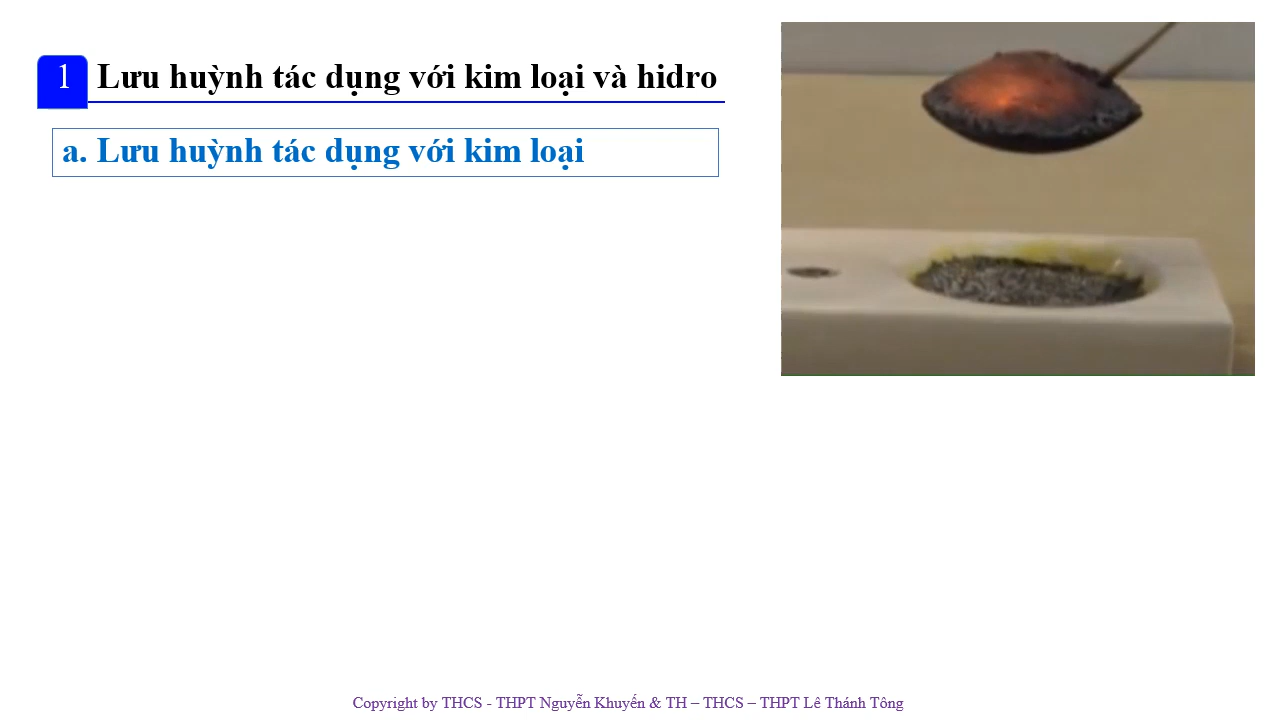 1 Lưu huỳnh tác dụng với kim loại và hidro
a. Lưu huỳnh tác dụng với kim loại
Copyright by THCS - THPT Nguyễn Khuyến & TH – THCS – THPT Lê Thánh Tông